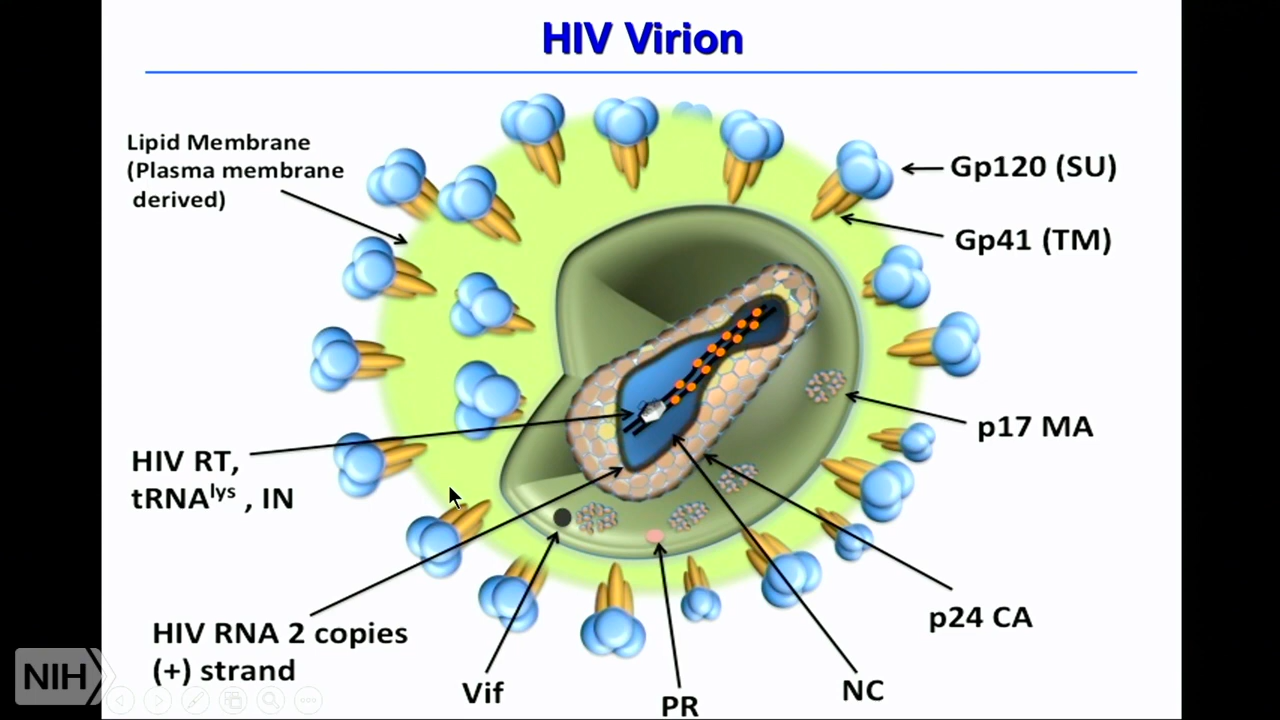 HIV Virion
Lipid Membrane
(Plasma membrane
derived)
Gp120 (SU)
Gp41 (TM)
p17 MA
HIV RT,
tRNAlys , IN
p24 CA
HIV RNA 2 copies
(+) strand
Vif
PR
NC
NIH